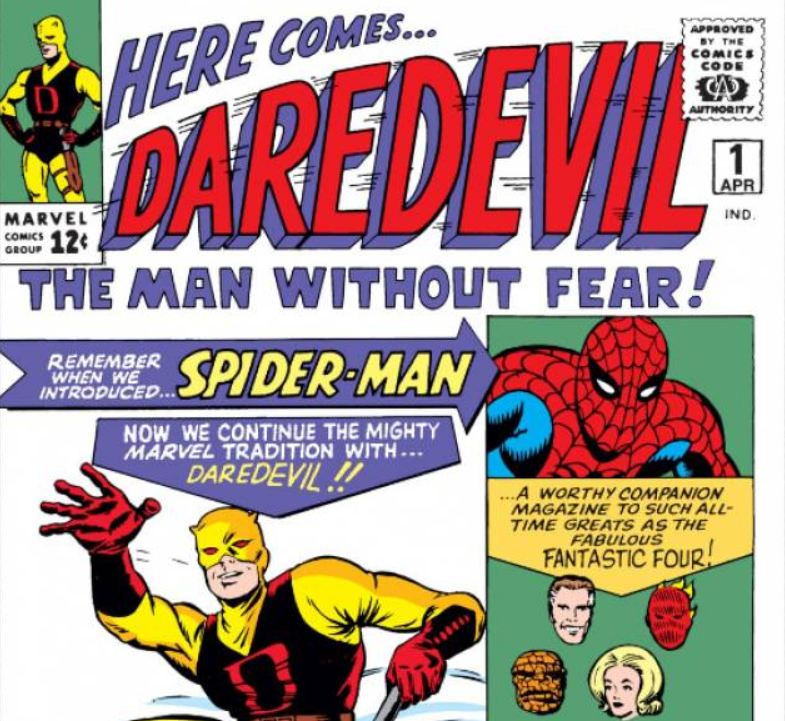 HERE COMES...
DAREDEVIL
APPROVED
BY THE
COMICS
CODE
CA
AUTHORITY
1
APR
IND.
D
MARVEL
COMICS
GROUP 12¢
THE MAN WITHOUT FEAR!
REMEMBER
WHEN WE
INTRODUCED... SPIDER-MAN
NOW WE CONTINUE THE MIGHTY
MARVEL TRADITION WITH...
DAREDEVIL!!
...A WORTHY COMPANION
MAGAZINE TO SUCH ALL-
TIME GREATS AS THE
FABULOUS
FANTASTIC FOUR!
D